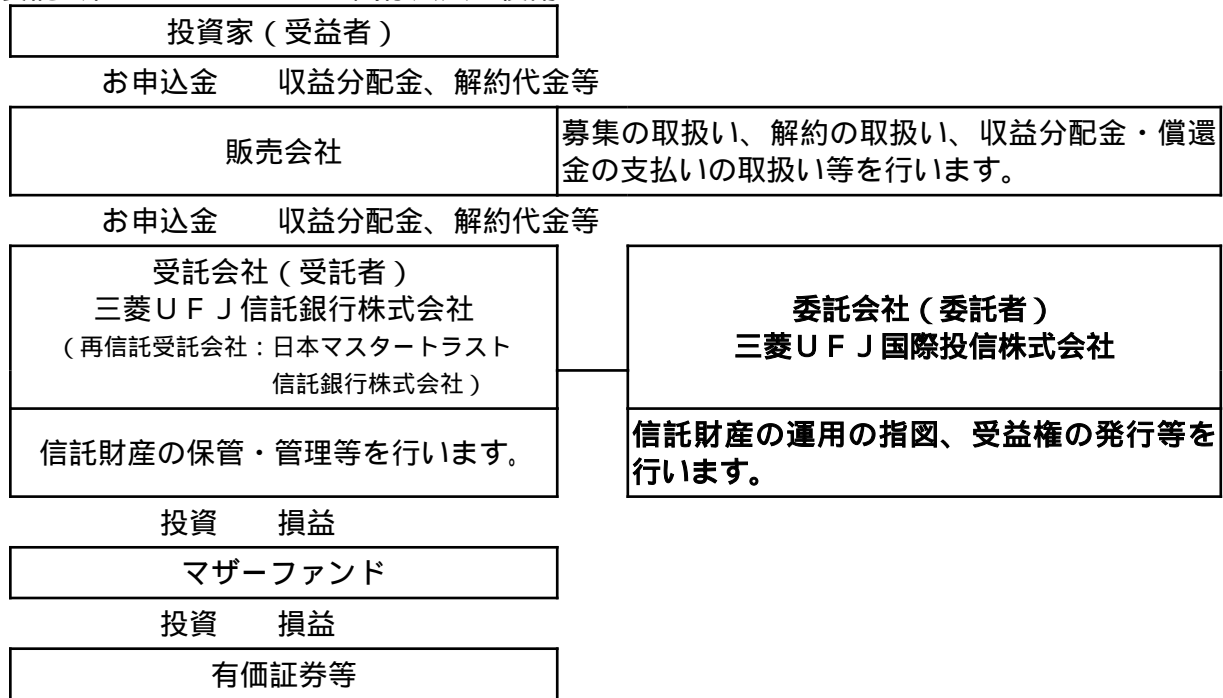 投資家（受益者）
お申込金　収益分配金、解約代金等
販売会社
募集の取扱い、解約の取扱い、収益分配金・償還
金の支払いの取扱い等を行います。
お申込金　収益分配金、解約代金等
受託会社（受託者）
三菱ＵＦＪ信託銀行株式会社
（再信託受託会社：日本マスタートラスト
信託銀行株式会社）
信託財産の保管・管理等を行います。
委託会社（委託者）
三菱ＵＦＪ国際投信株式会社
信託財産の運用の指図、受益権の発行等を
行います。
投資　損益
マザーファンド
投資　損益
有価証券等